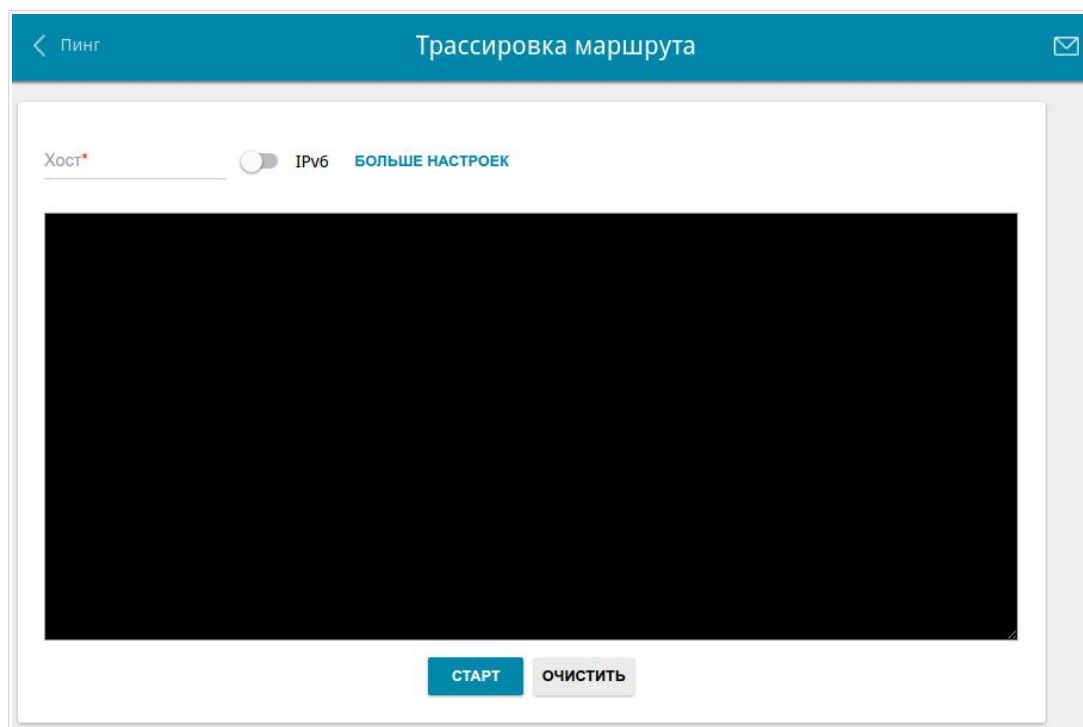 Пинг
Трассировка маршрута
Хост*
IPv6
БОЛЬШЕ НАСТРОЕК
СТАРТ
ОЧИСТИТЬ